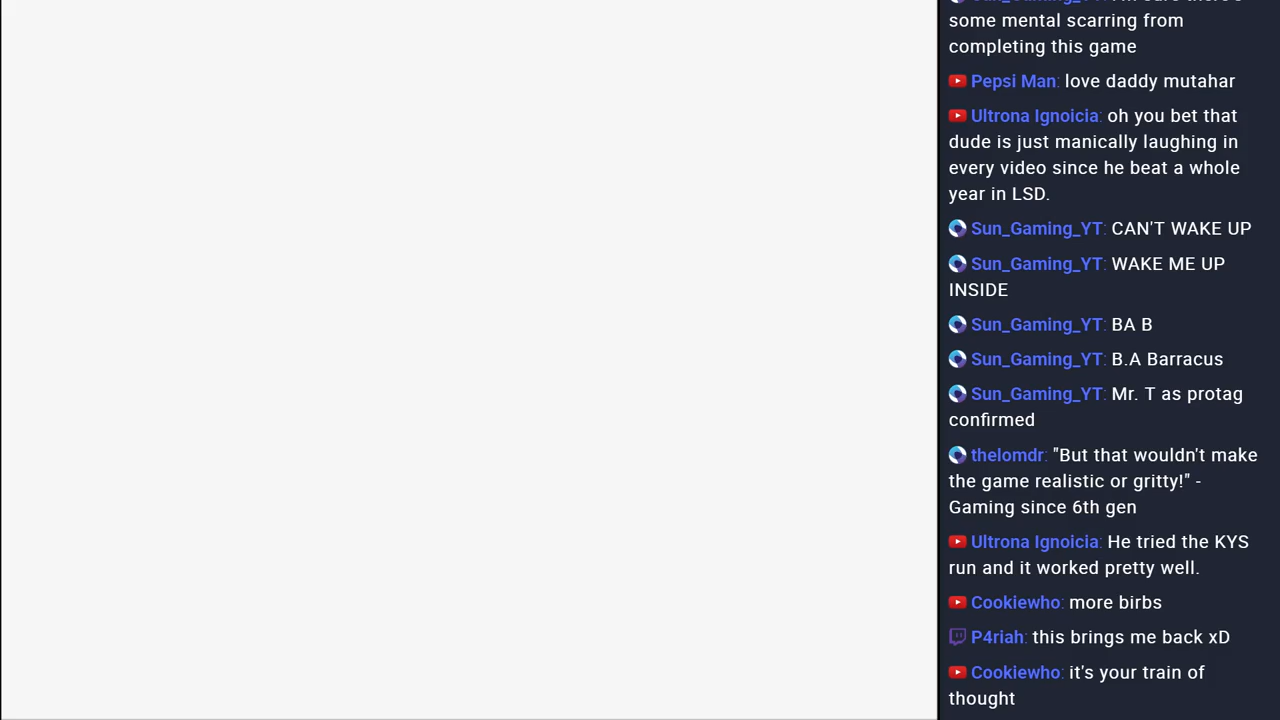 some mental scarring from
completing this game
Pepsi Man: love daddy mutahar
Ultrona Ignoicia: oh you bet that
dude is just manically laughing in
every video since he beat a whole
year in LSD.
Sun_Gaming_YT: CAN'T WAKE UP
Sun_Gaming_YT: WAKE ME UP
INSIDE
Sun_Gaming_YT: BA B
Sun_Gaming_YT: B.A Barracus
Sun_Gaming_YT: Mr. T as protag
confirmed
thelomdr: "But that wouldn't make
the game realistic or gritty!" -
Gaming since 6th gen
Ultrona Ignoicia: He tried the KYS
run and it worked pretty well.
Cookiewho: more birbs
P4riah: this brings me back xD
Cookiewho: it's your train of
thought